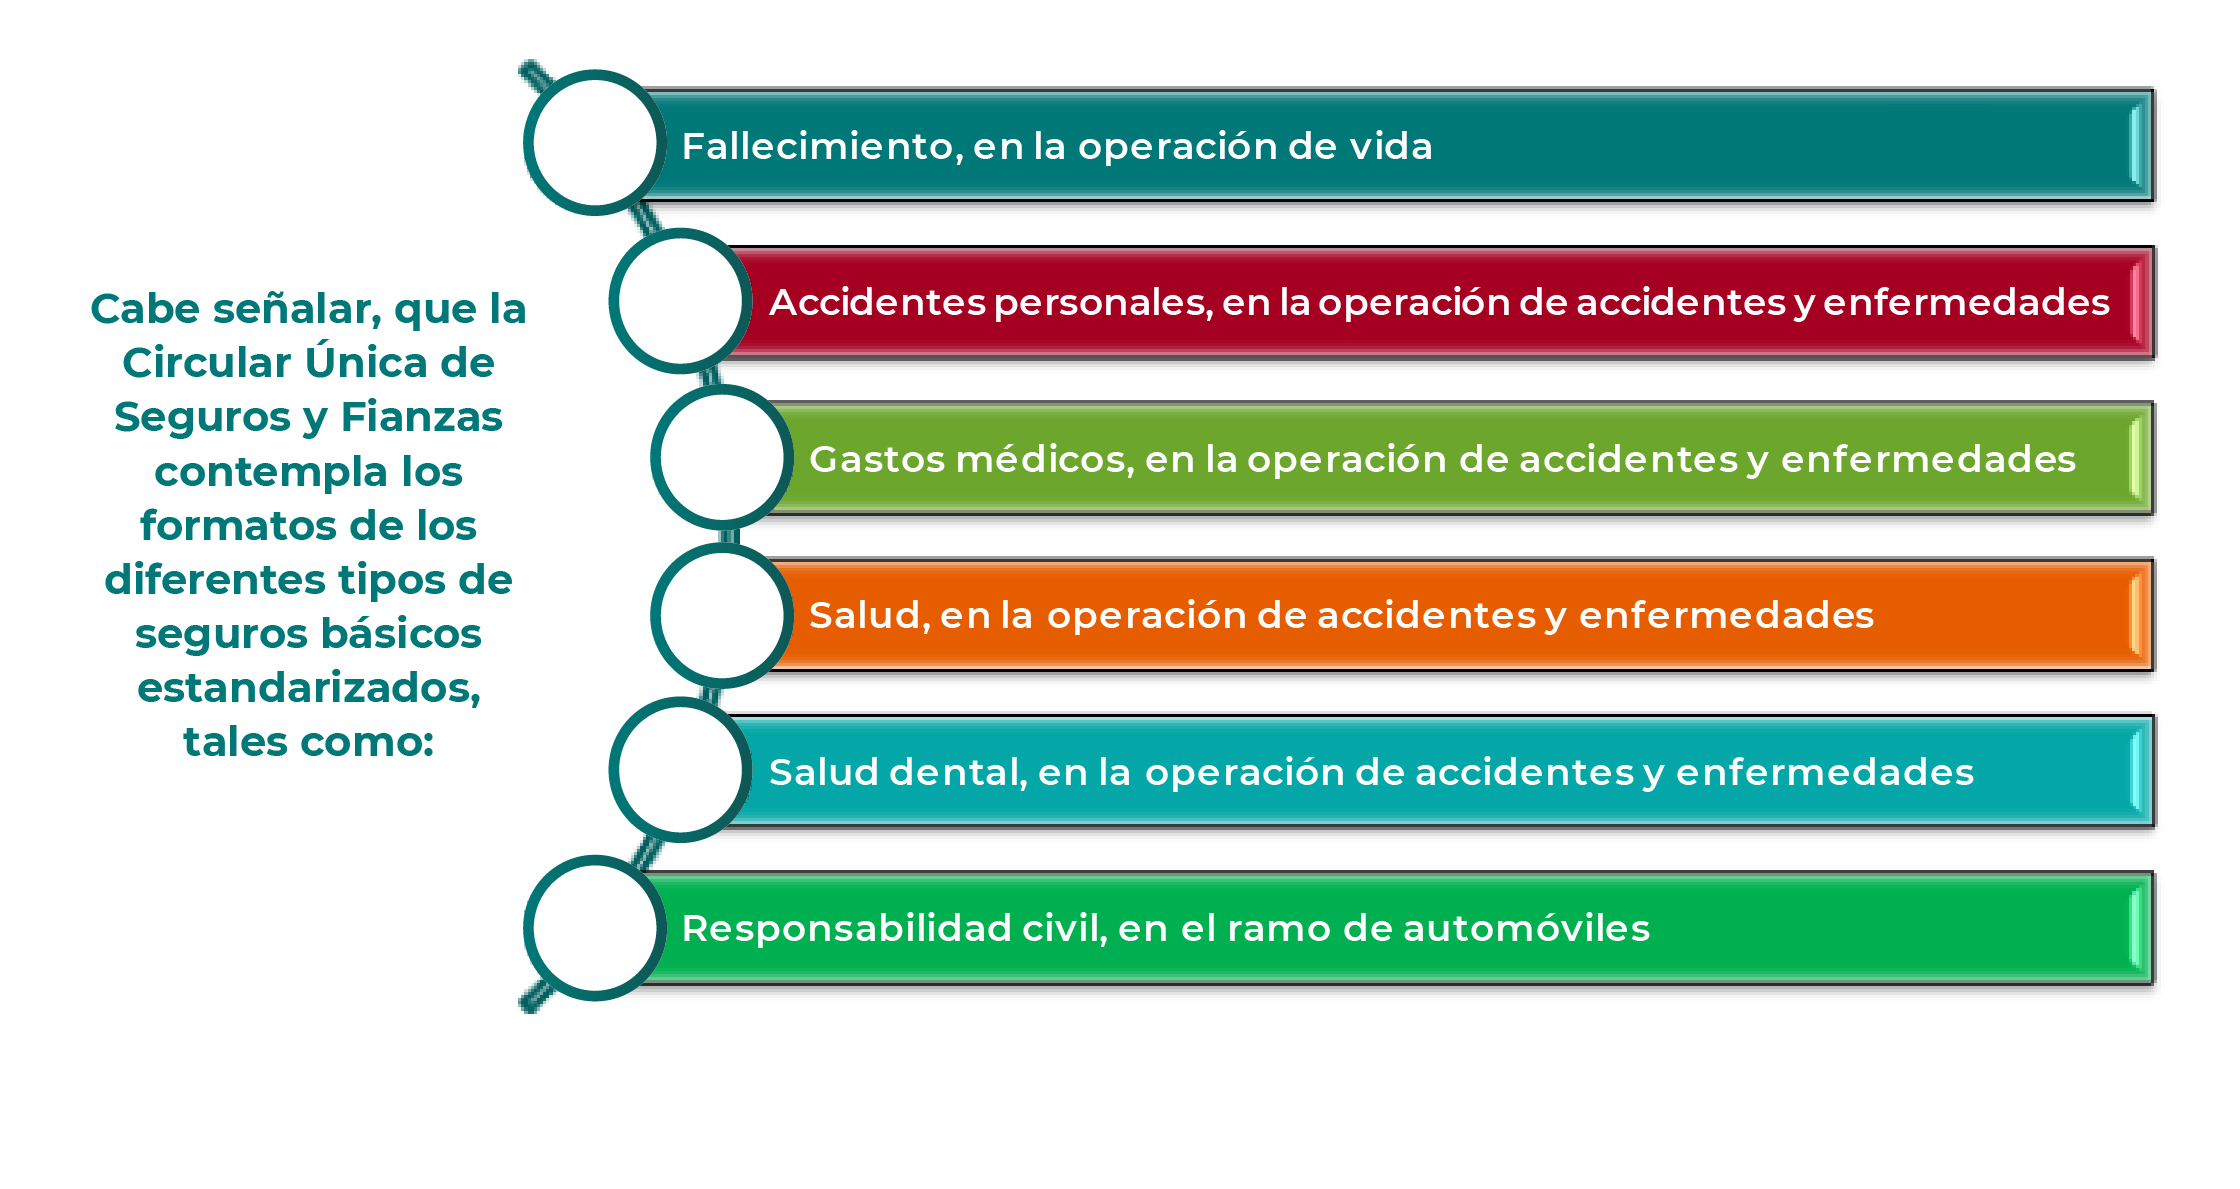 Cabe señalar, que la
Circular Única de
Seguros y Fianzas
contempla los
formatos de los
diferentes tipos de
seguros básicos
estandarizados,
tales como:
Fallecimiento, en la operación de vida
Accidentes personales, en la operación de accidentes y enfermedades
Gastos médicos, en la operación de accidentes y enfermedades
Salud, en la operación de accidentes y enfermedades
Salud dental, en la operación de accidentes y enfermedades
Responsabilidad civil, en el ramo de automóviles